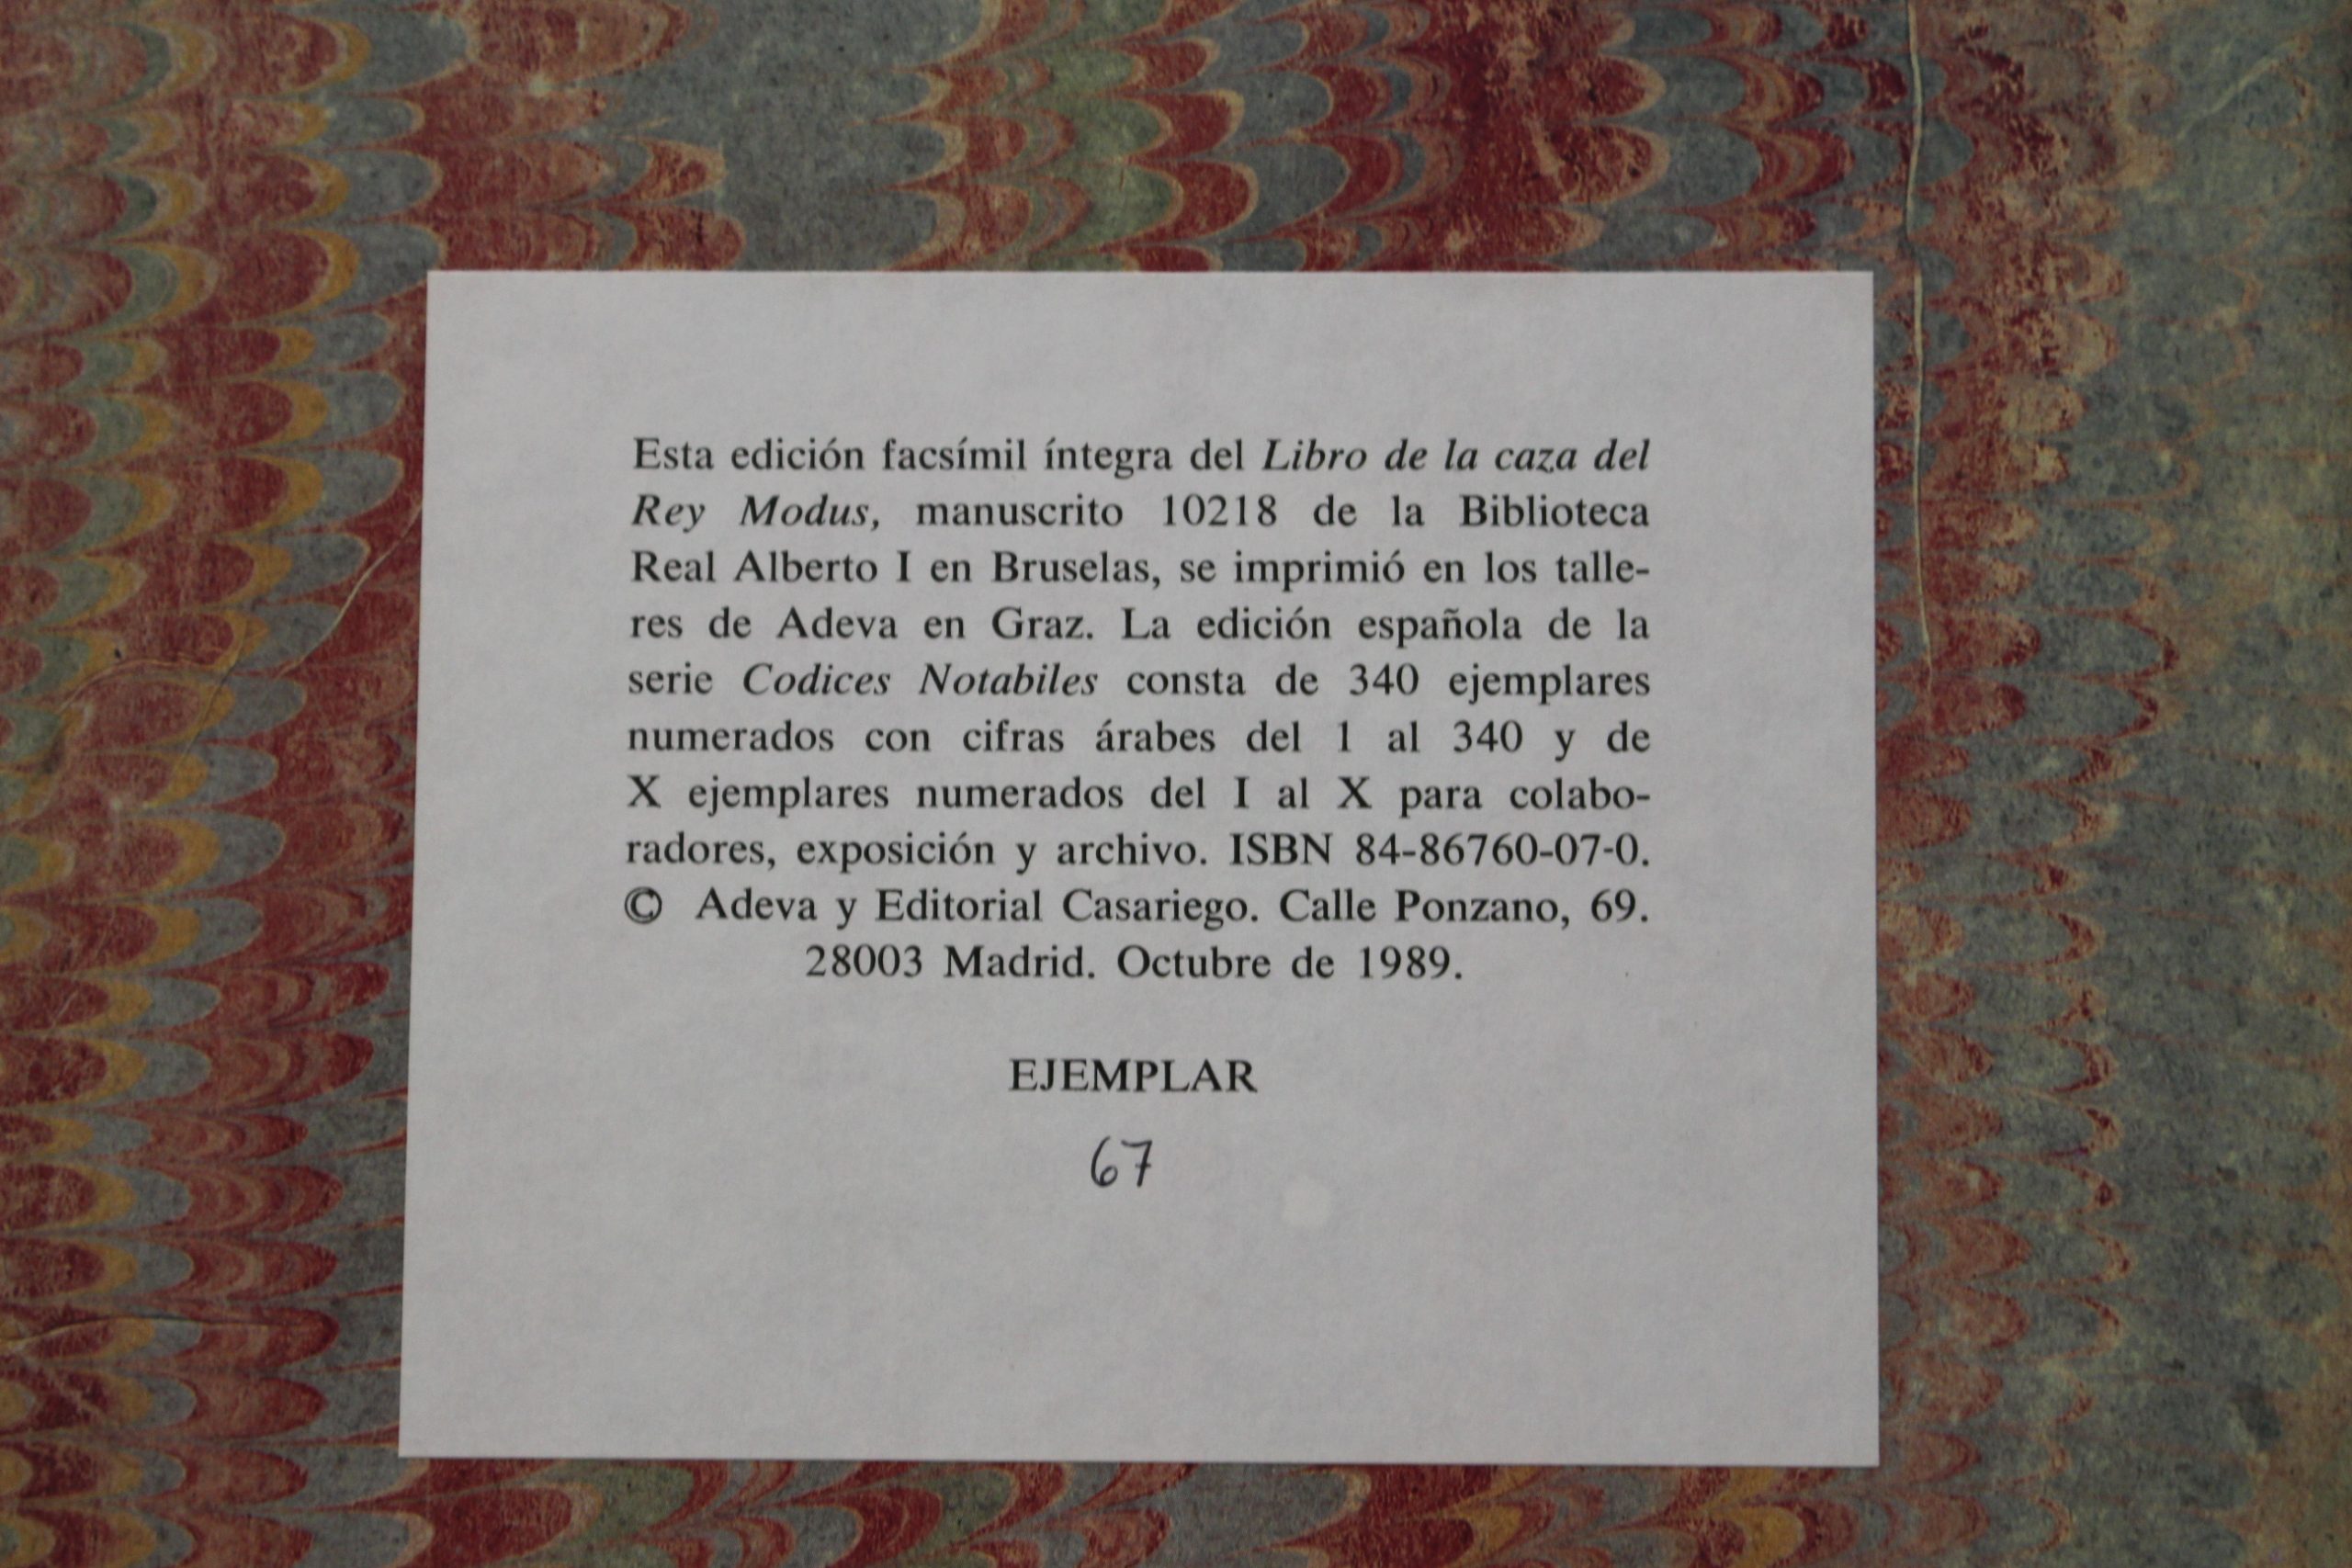 Esta edición facsímil íntegra del Libro de la caza del
Rey Modus, manuscrito 10218 de la Biblioteca
Real Alberto I en Bruselas, se imprimió en los talle-
res de Adeva en Graz. La edición española de la
serie Codices Notabiles consta de 340 ejemplares
numerados con cifras árabes del 1 al 340 y de
X ejemplares numerados del I al X para colabo-
radores, exposición y archivo. ISBN 84-86760-07-0.
© Adeva y Editorial Casariego. Calle Ponzano, 69.
28003 Madrid. Octubre de 1989.
EJEMPLAR
67